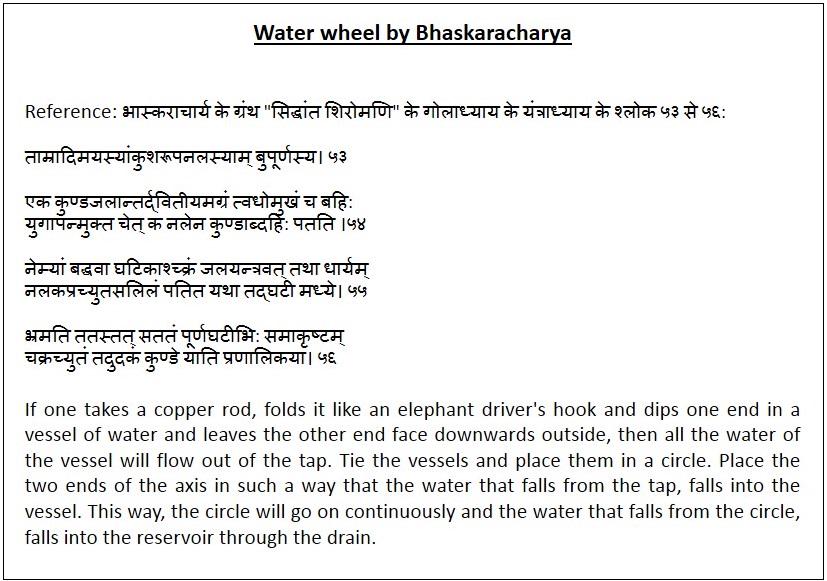 Water wheel by Bhaskaracharya
Reference: भास्कराचार्य के ग्रंथ "सिद्धांत शिरोमणि" के गोलाध्याय के यंत्राध्याय के श्लोक ५३ से ५६:
ताम्रादिमयस्यांकुशरूपनलस्याम् बुपूर्णस्य। ५३
एक कुण्डजलान्तर्द्वितीयमग्रं त्वधोमुखं च बहि:
युगापन्मुक्त चेत् क नलेन कुण्डाब्दहि: पतति ।५४
नेम्यां बद्धवा घटिकाश्च्क्रं जलयन्त्रवत् तथा धार्यम्
नलकप्रच्युतसलिलं पतित यथा तद्घटी मध्ये। ५५
भ्रमति ततस्तत् सततं पूर्णघटीभि: समाकृष्टम्
चक्रच्युतं तदुदकं कुण्डे याति प्रणालिकया। ५६
If one takes a copper rod, folds it like an elephant driver's hook and dips one end in a
vessel of water and leaves the other end face downwards outside, then all the water of
the vessel will flow out of the tap. Tie the vessels and place them in a circle. Place the
two ends of the axis in such a way that the water that falls from the tap, falls into the
vessel. This way, the circle will go on continuously and the water that falls from the circle,
falls into the reservoir through the drain.